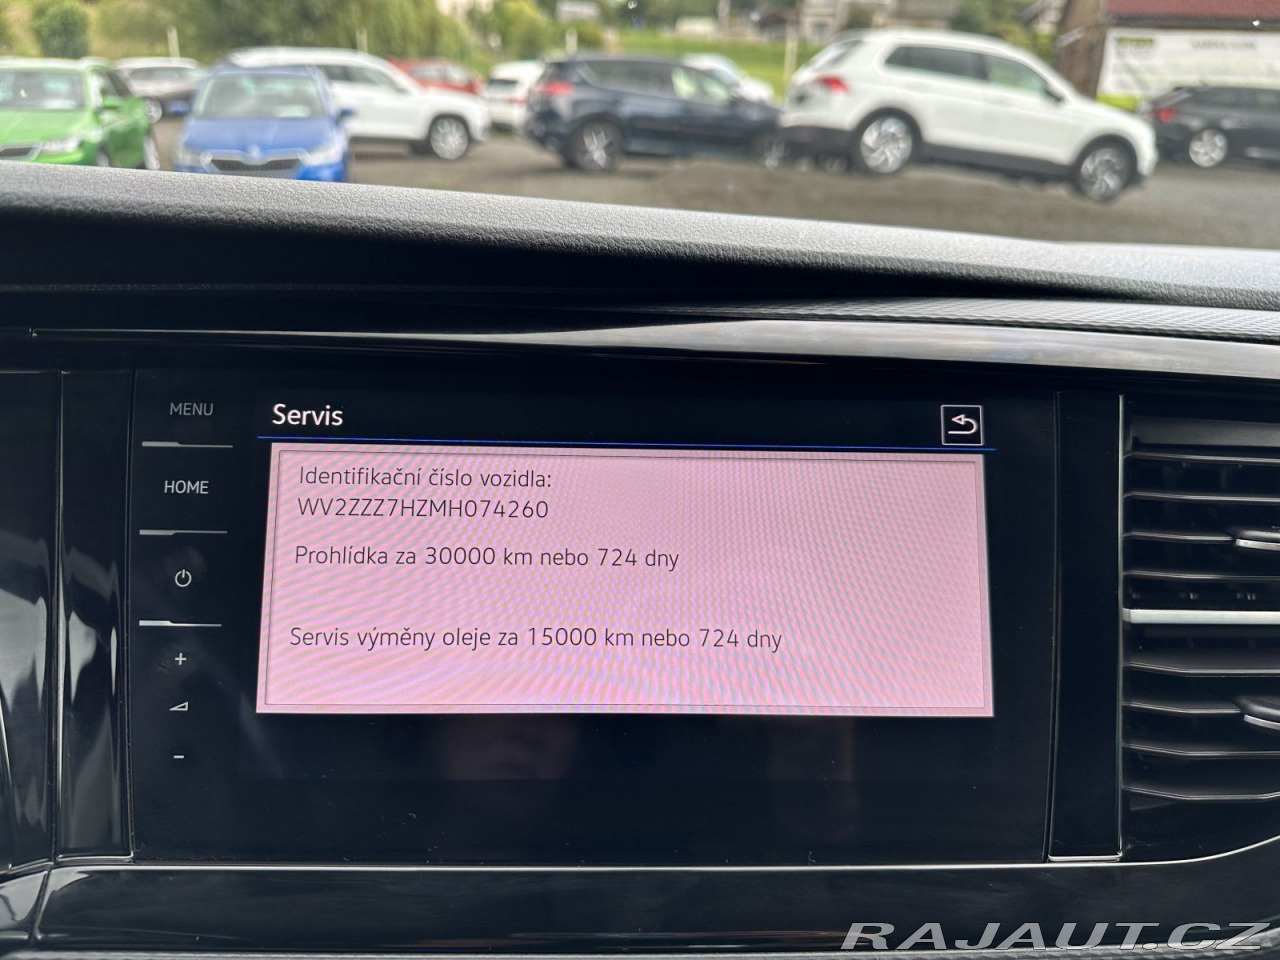 MENU
Servis
Identifikační číslo vozidla:
WV2ZZZ7HZMH074260
HOME
Prohlídka za 30000 km nebo 724 dny
Servis výměny oleje za 15000 km nebo 724 dny
+
-
RAJAUT.CZ